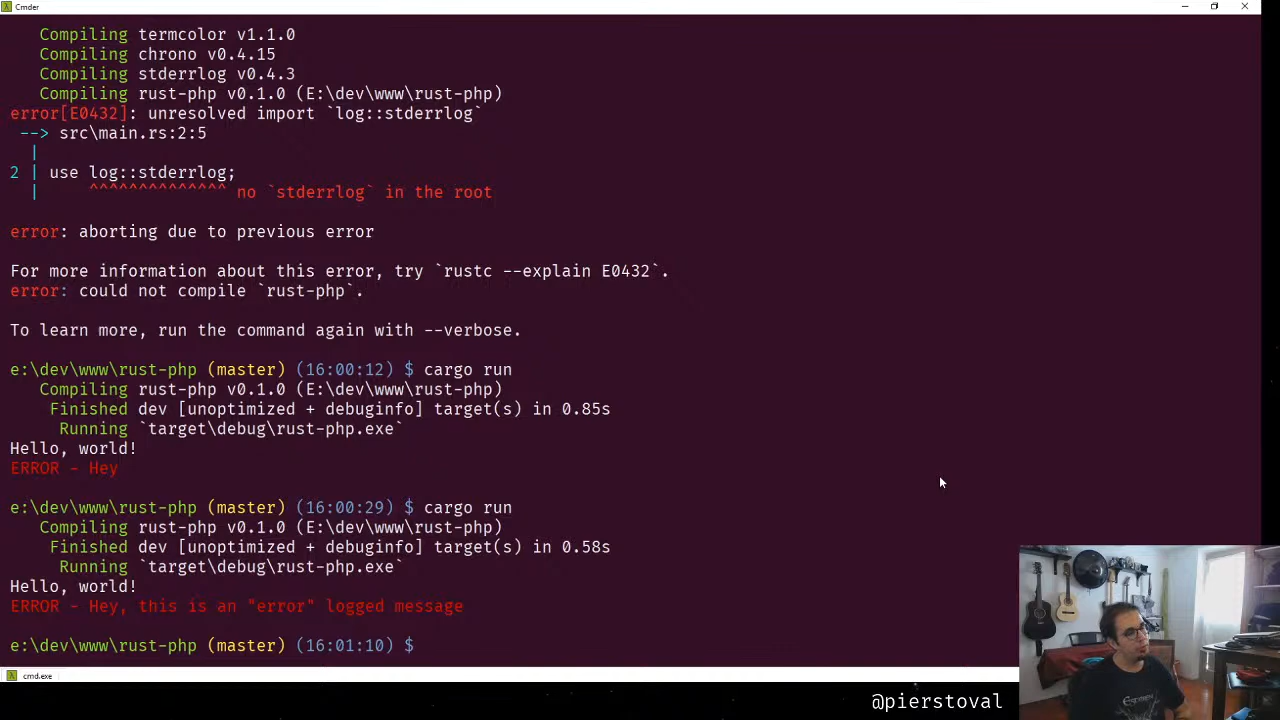 Cmder
Compiling termcolor v1.1.0
Compiling chrono v0.4.15
Compiling stderrlog v0.4.3
Compiling rust-php v0.1.0 (E:\dev\www\rust-php)
error[E0432]: unresolved import `log::stderrlog`
--> src\main.rs:2:5
|
2 | use log::stderrlog;
| ^^^^^^^^^^^^^^ no `stderrlog` in the root
error: aborting due to previous error
For more information about this error, try `rustc --explain E0432`.
error: could not compile `rust-php`.
To learn more, run the command again with --verbose.
e:\dev\www\rust-php (master) (16:00:12) $ cargo run
Compiling rust-php v0.1.0 (E:\dev\www\rust-php)
Finished dev [unoptimized + debuginfo] target(s) in 0.85s
Running `target\debug\rust-php.exe`
Hello, world!
ERROR - Hey
e:\dev\www\rust-php (master) (16:00:29) $ cargo run
Compiling rust-php v0.1.0 (E:\dev\www\rust-php)
Finished dev [unoptimized + debuginfo] target(s) in 0.58s
Running `target\debug\rust-php.exe`
Hello, world!
ERROR - Hey, this is an "error" logged message
e:\dev\www\rust-php (master) (16:01:10) $
cmd.exe
@pierstoval